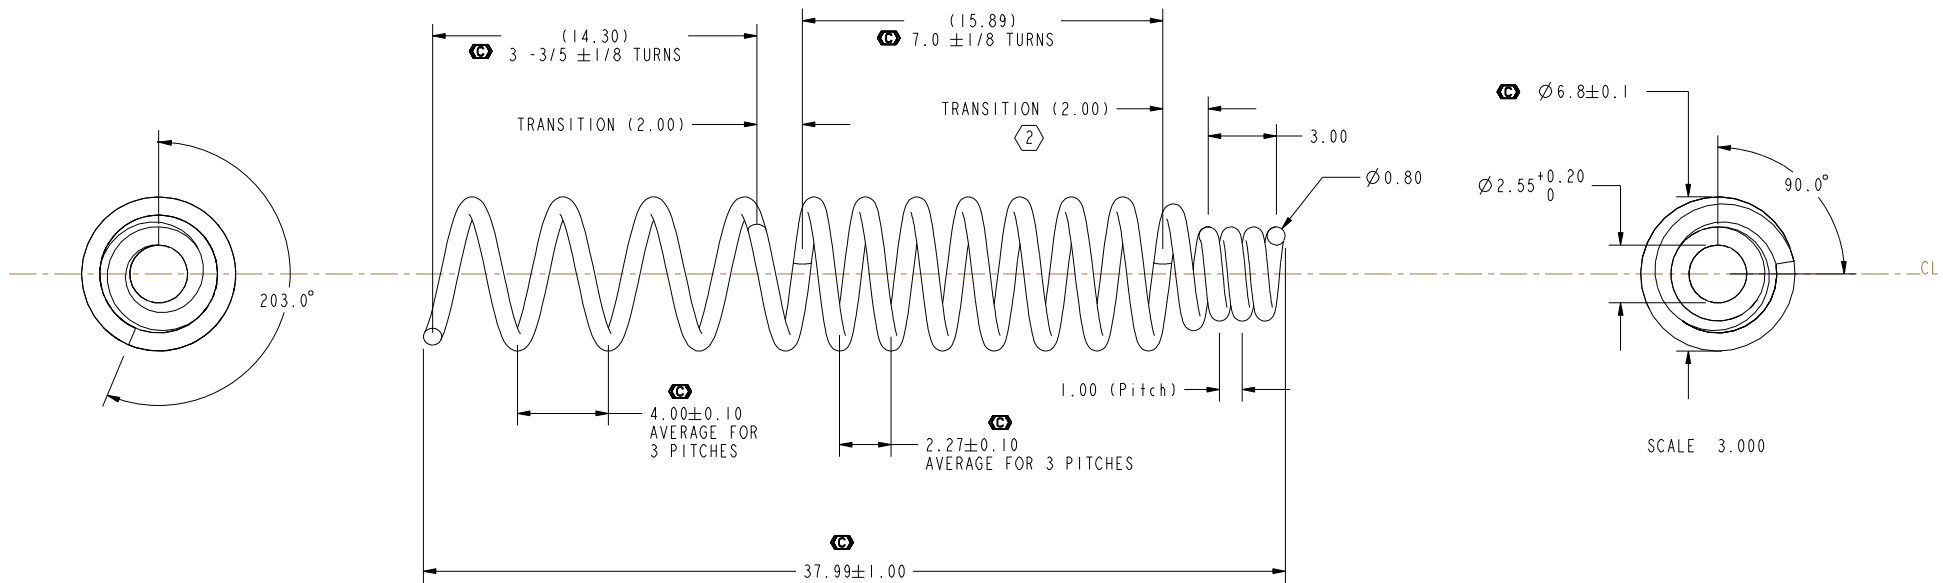 (14.30)
C 3 -3/5 ±1/8 TURNS
(15.89)
C 7.0 ±1/8 TURNS
TRANSITION (2.00)
TRANSITION (2.00)
2
3.00
Ø0.80
C Ø6.8±0.1
Ø2.55 +0.20
0
90.0°
203.0°
CL
C
4.00±0.10
AVERAGE FOR
3 PITCHES
C
2.27±0.10
AVERAGE FOR 3 PITCHES
1.00 (Pitch)
SCALE 3.000
C
37.99±1.00